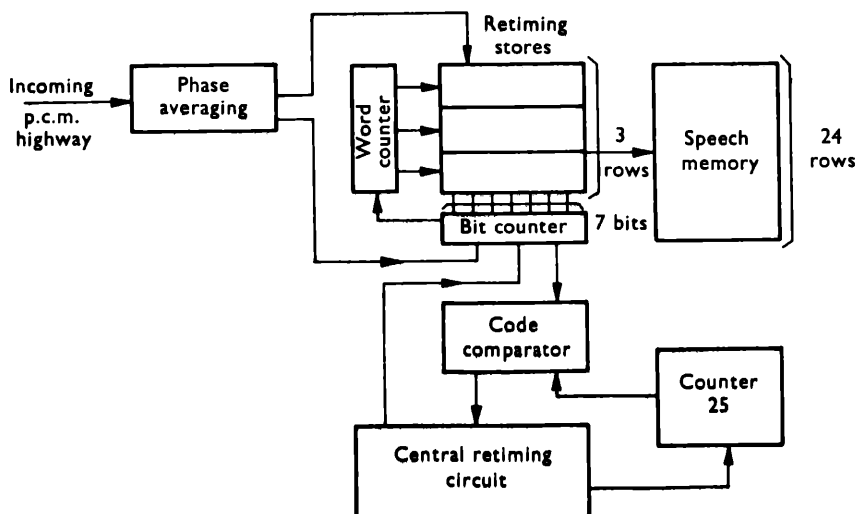 Retiming
stores
Incoming
p.c.m.
highway
Phase
averaging
Word
counter
3
rows
Speech
memory
24
rows
Bit counter
7 bits
Code
comparator
Counter
25
Central retiming
circuit